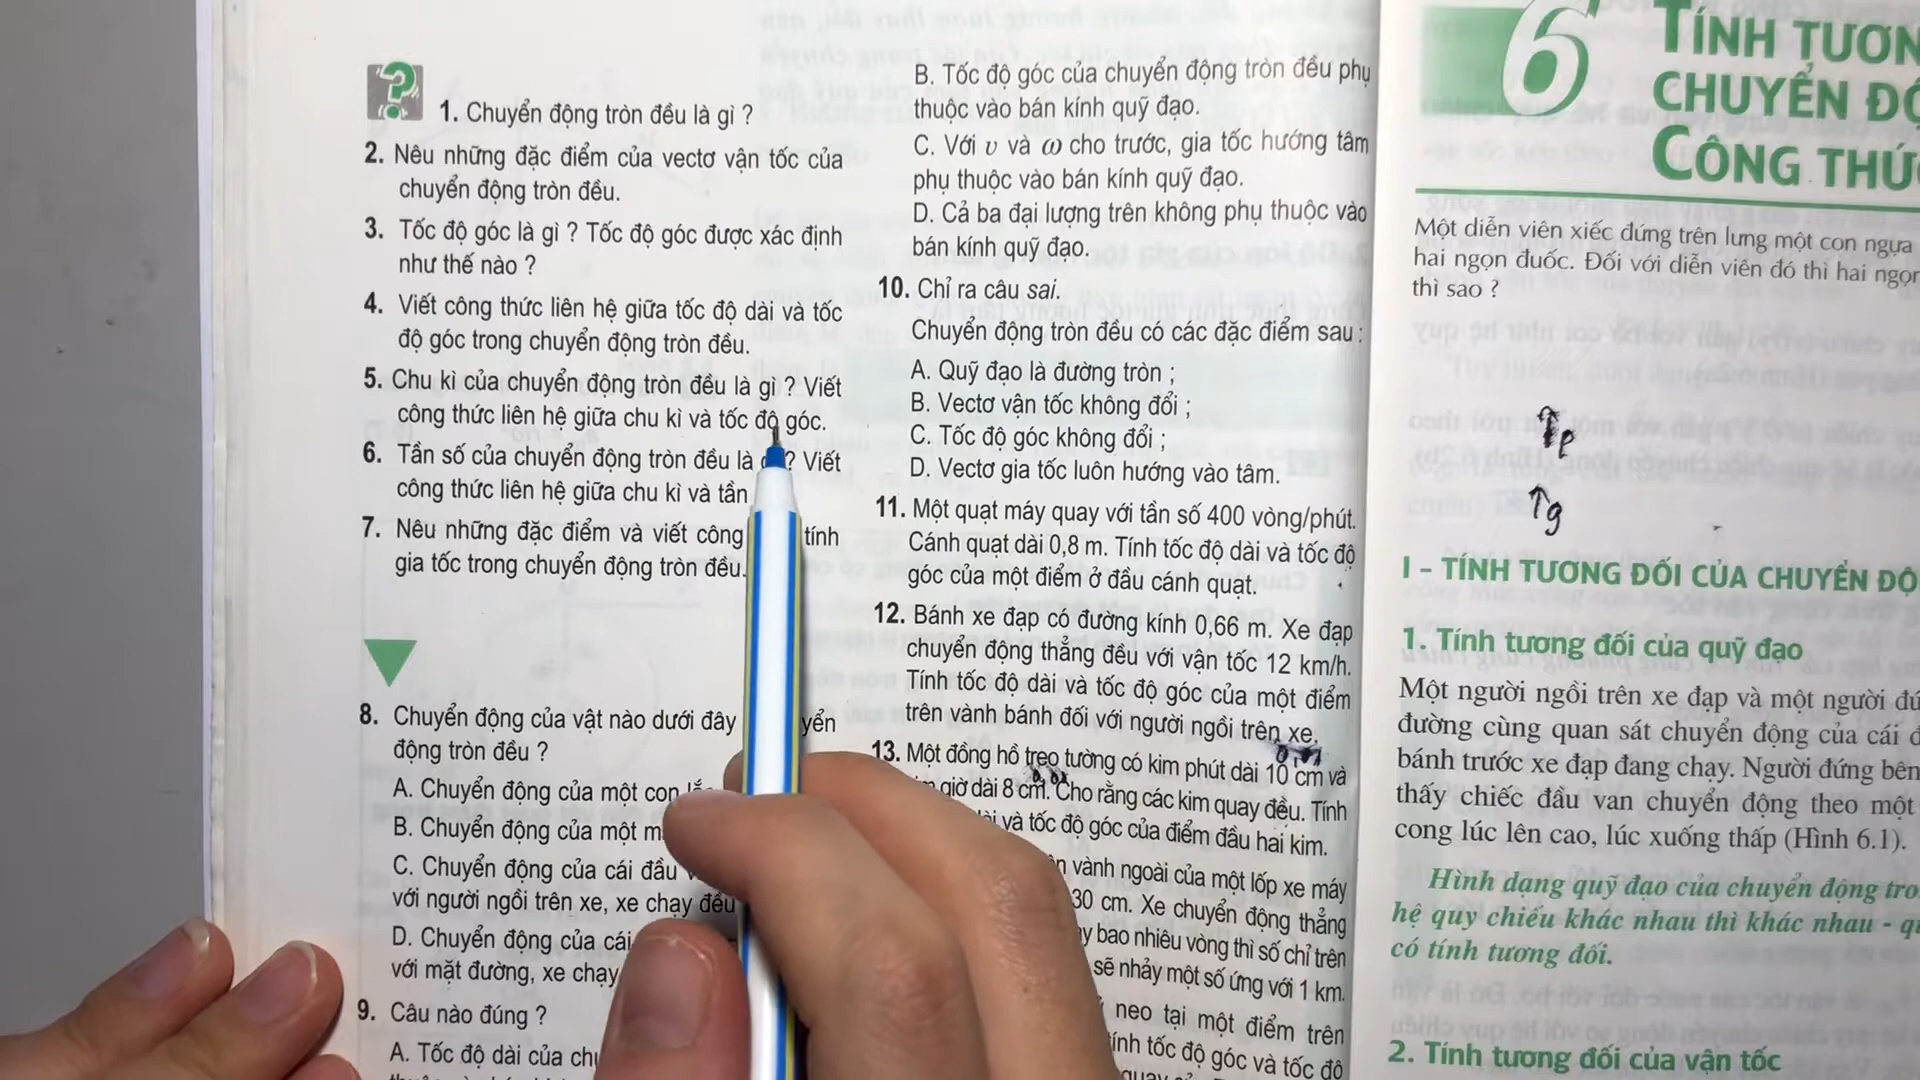 1. Chuyển động tròn đều là gì ?
2. Nêu những đặc điểm của vectơ vận tốc của
chuyển động tròn đều.
3. Tốc độ góc là gì ? Tốc độ góc được xác định
như thế nào ?
4. Viết công thức liên hệ giữa tốc độ dài và tốc
độ góc trong chuyển động tròn đều.
5. Chu kì của chuyển động tròn đều là gì ? Viết
công thức liên hệ giữa chu kì và tốc độ góc.
6. Tần số của chuyển động tròn đều là ? Viết
công thức liên hệ giữa chu kì và tần
7. Nêu những đặc điểm và viết công tính
gia tốc trong chuyển động tròn đều.
8. Chuyển động của vật nào dưới đây
động tròn đều ?
A. Chuyển động của một con
B. Chuyển động của một
C. Chuyển động của cái đầu
với người ngồi trên xe, xe chạy đều
D. Chuyển động của cái
với mặt đường, xe chạy
9. Câu nào đúng ?
A. Tốc độ dài của
B. Tốc độ góc của chuyển động tròn đều phụ
thuộc vào bán kính quỹ đạo.
C. Với v và ω cho trước, gia tốc hướng tâm
phụ thuộc vào bán kính quỹ đạo.
D. Cả ba đại lượng trên không phụ thuộc vào
bán kính quỹ đạo.
10. Chỉ ra câu sai.
Chuyển động tròn đều có các đặc điểm sau :
A. Quỹ đạo là đường tròn ;
B. Vectơ vận tốc không đổi ;
C. Tốc độ góc không đổi ;
D. Vectơ gia tốc luôn hướng vào tâm.
11. Một quạt máy quay với tần số 400 vòng/phút.
Cánh quạt dài 0,8 m. Tính tốc độ dài và tốc độ
góc của một điểm ở đầu cánh quạt.
12. Bánh xe đạp có đường kính 0,66 m. Xe đạp
chuyển động thẳng đều với vận tốc 12 km/h.
Tính tốc độ dài và tốc độ góc của một điểm
trên vành bánh đối với người ngồi trên xe.
13. Một đồng hồ treo tường có kim phút dài 10 cm và
giờ dài 8 cm. Cho rằng các kim quay đều. Tính
và tốc độ góc của điểm đầu hai kim.
vành ngoài của một lốp xe máy
30 cm. Xe chuyển động thẳng
bao nhiêu vòng thì số chỉ trên
sẽ nhảy một số ứng với 1 km.
neo tại một điểm trên
tốc độ góc và tốc độ
6
TÍNH
CHUYỂN
CÔNG
Một diễn viên xiếc đứng trên lưng một con ngựa
hai ngọn đuốc. Đối với diễn viên đó thì hai
thì sao ?
I – TÍNH TƯƠNG ĐỐI CỦA CHUYỂN
1. Tính tương đối của quỹ đạo
Một người ngồi trên xe đạp và một người
đường cùng quan sát chuyển động của cái
bánh trước xe đạp đang chạy. Người đứng bên
thấy chiếc đầu van chuyển động theo một
cong lúc lên cao, lúc xuống thấp (Hình 6.1).
Hình dạng quỹ đạo của chuyển động
hệ quy chiếu khác nhau thì khác nhau -
có tính tương đối.
2. Tính tương đối của vận tốc